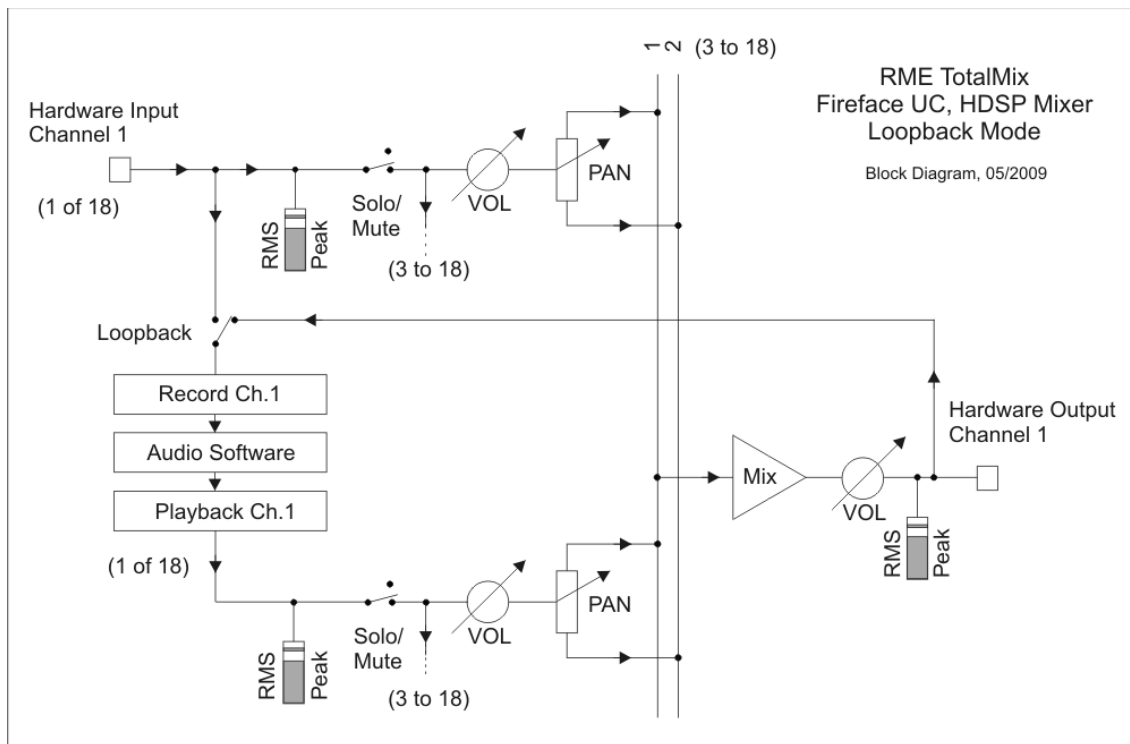 1
2
(3 to 18)
RME TotalMix
Fireface UC, HDSP Mixer
Loopback Mode
Block Diagram, 05/2009
Hardware Input
Channel 1
(1 of 18)
RMS
Peak
Solo/
Mute
(3 to 18)
VOL
PAN
Loopback
Record Ch.1
Audio Software
Playback Ch.1
(1 of 18)
RMS
Peak
Solo/
Mute
(3 to 18)
VOL
PAN
Mix
VOL
RMS
Peak
Hardware Output
Channel 1